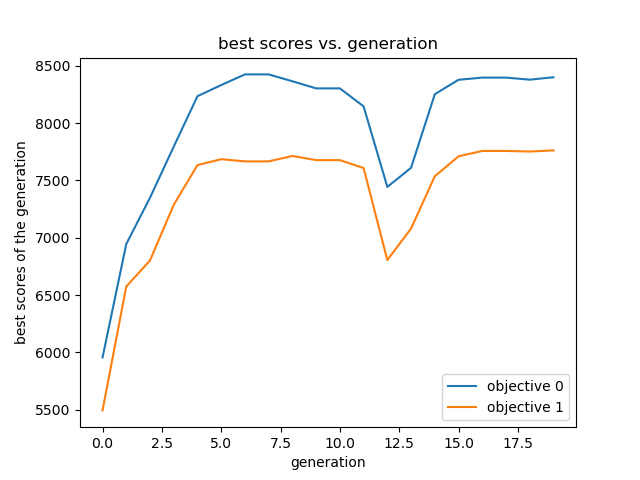 best scores vs. generation
best scores of the generation
8500
8000
7500
7000
6500
6000
5500
0.0 2.5 5.0 7.5 10.0 12.5 15.0 17.5
generation
objective 0
objective 1